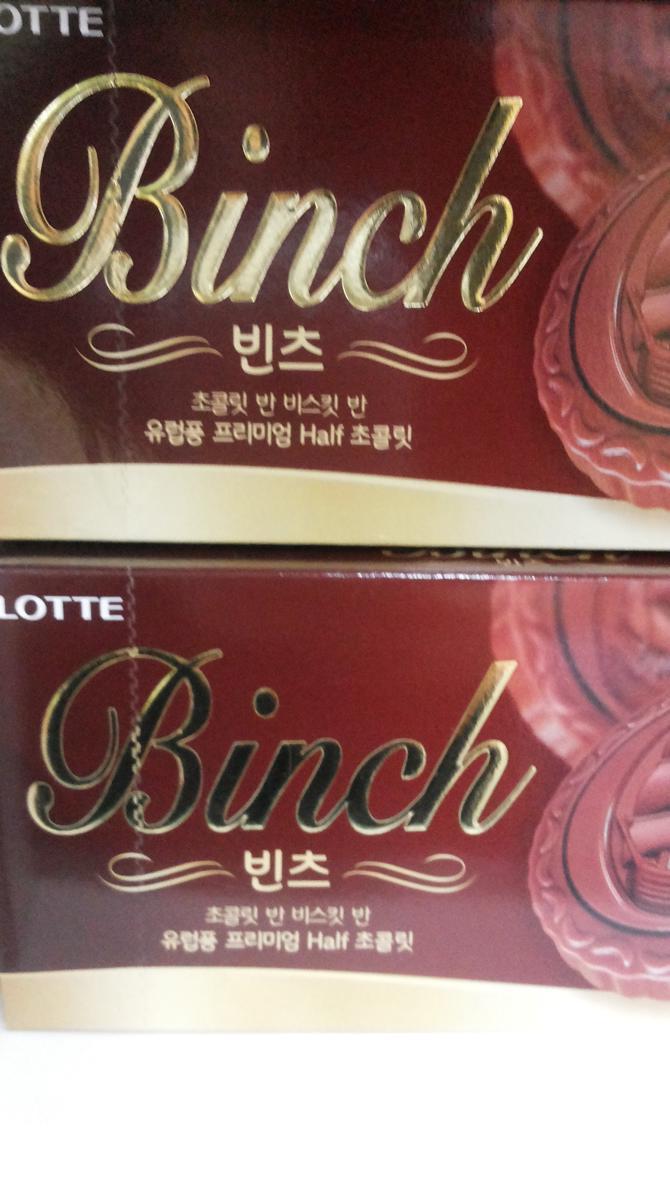 OTTE
Binch
빈츠
초콜릿 반 비스킷 반
유럽풍 프리미엄 Half 초콜릿
LOTTE
Binch
빈츠
초콜릿 반 비스킷 반
유럽풍 프리미엄 Half 초콜릿